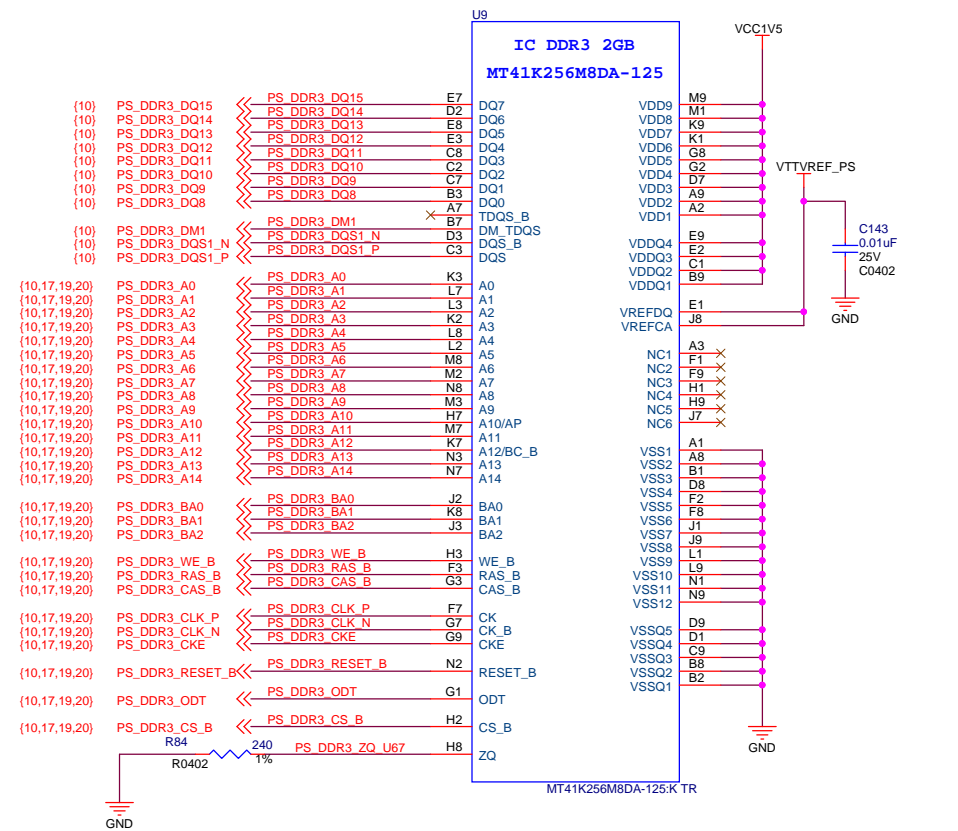 U9
IC DDR3 2GB
MT41K256M8DA-125
VCC1V5
{10} PS_DDR3_DQ15 PS_DDR3_DQ15 E7 DQ7 VDD9 M9
{10} PS_DDR3_DQ14 PS_DDR3_DQ14 D2 DQ6 VDD8 M1
{10} PS_DDR3_DQ13 PS_DDR3_DQ13 E8 DQ5 VDD7 K9
{10} PS_DDR3_DQ12 PS_DDR3_DQ12 E3 DQ4 VDD6 K1
{10} PS_DDR3_DQ11 PS_DDR3_DQ11 C8 DQ3 VDD5 G8
{10} PS_DDR3_DQ10 PS_DDR3_DQ10 C2 DQ2 VDD4 G2
VTTVREF_PS
{10} PS_DDR3_DQ9 PS_DDR3_DQ9 C7 DQ1 VDD3 D7
{10} PS_DDR3_DQ8 PS_DDR3_DQ8 B3 DQ0 VDD2 A9
A7 TDQS_B VDD1 A2
{10} PS_DDR3_DM1 PS_DDR3_DM1 B7 DM_TDQS
{10} PS_DDR3_DQS1_N PS_DDR3_DQS1_N D3 DQS_B VDDQ4 E9
{10} PS_DDR3_DQS1_P PS_DDR3_DQS1_P C3 DQS VDDQ3 E2
VDDQ2 C1
VDDQ1 B9
C143
0.01uF
25V
C0402
GND
{10,17,19,20} PS_DDR3_A0 PS_DDR3_A0 K3 A0
{10,17,19,20} PS_DDR3_A1 PS_DDR3_A1 L7 A1
{10,17,19,20} PS_DDR3_A2 PS_DDR3_A2 L3 A2 VREFDQ E1
{10,17,19,20} PS_DDR3_A3 PS_DDR3_A3 K2 A3 VREFCA J8
{10,17,19,20} PS_DDR3_A4 PS_DDR3_A4 L8 A4
{10,17,19,20} PS_DDR3_A5 PS_DDR3_A5 L2 A5 NC1 A3
{10,17,19,20} PS_DDR3_A6 PS_DDR3_A6 M8 A6 NC2 F1
{10,17,19,20} PS_DDR3_A7 PS_DDR3_A7 M2 A7 NC3 F9
{10,17,19,20} PS_DDR3_A8 PS_DDR3_A8 N8 A8 NC4 H1
{10,17,19,20} PS_DDR3_A9 PS_DDR3_A9 M3 A9 NC5 H9
{10,17,19,20} PS_DDR3_A10 PS_DDR3_A10 H7 A10/AP NC6 J7
{10,17,19,20} PS_DDR3_A11 PS_DDR3_A11 M7 A11
{10,17,19,20} PS_DDR3_A12 PS_DDR3_A12 K7 A12/BC_B VSS1 A1
{10,17,19,20} PS_DDR3_A13 PS_DDR3_A13 N3 A13 VSS2 A8
{10,17,19,20} PS_DDR3_A14 PS_DDR3_A14 N7 A14 VSS3 B1
VSS4 D8
{10,17,19,20} PS_DDR3_BA0 PS_DDR3_BA0 J2 BA0 VSS5 F2
{10,17,19,20} PS_DDR3_BA1 PS_DDR3_BA1 K8 BA1 VSS6 F8
{10,17,19,20} PS_DDR3_BA2 PS_DDR3_BA2 J3 BA2 VSS7 J1
VSS8 J9
{10,17,19,20} PS_DDR3_WE_B PS_DDR3_WE_B H3 WE_B VSS9 L1
{10,17,19,20} PS_DDR3_RAS_B PS_DDR3_RAS_B F3 RAS_B VSS10 L9
{10,17,19,20} PS_DDR3_CAS_B PS_DDR3_CAS_B G3 CAS_B VSS11 N1
VSS12 N9
{10,17,19,20} PS_DDR3_CLK_P PS_DDR3_CLK_P F7 CK
{10,17,19,20} PS_DDR3_CLK_N PS_DDR3_CLK_N G7 CK_B VSSQ5 D9
{10,17,19,20} PS_DDR3_CKE PS_DDR3_CKE G9 CKE VSSQ4 D1
VSSQ3 C9
{10,17,19,20} PS_DDR3_RESET_B PS_DDR3_RESET_B N2 RESET_B VSSQ2 B8
VSSQ1 B2
{10,17,19,20} PS_DDR3_ODT PS_DDR3_ODT G1 ODT
{10,17,19,20} PS_DDR3_CS_B PS_DDR3_CS_B H2 CS_B
R84 240 PS_DDR3_ZQ_U67 H8 ZQ
R0402 1%
GND
MT41K256M8DA-125:K TR
GND